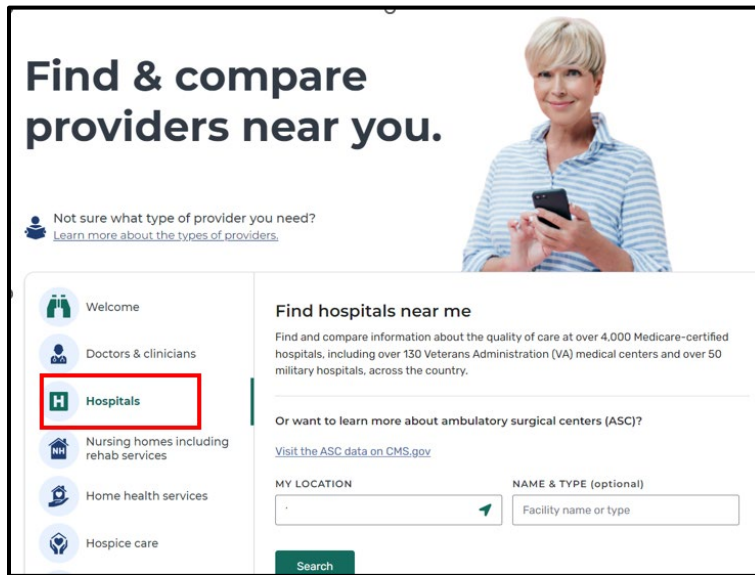 Find & compare
providers near you.
Not sure what type of provider you need?
Learn more about the types of providers.
Welcome
Doctors & clinicians
Hospitals
Nursing homes including
rehab services
Home health services
Hospice care
Find hospitals near me
Find and compare information about the quality of care at over 4,000 Medicare-certified
hospitals, including over 130 Veterans Administration (VA) medical centers and over 50
military hospitals, across the country.
Or want to learn more about ambulatory surgical centers (ASC)?
Visit the ASC data on CMS.gov
MY LOCATION
NAME & TYPE (optional)
Facility name or type
Search